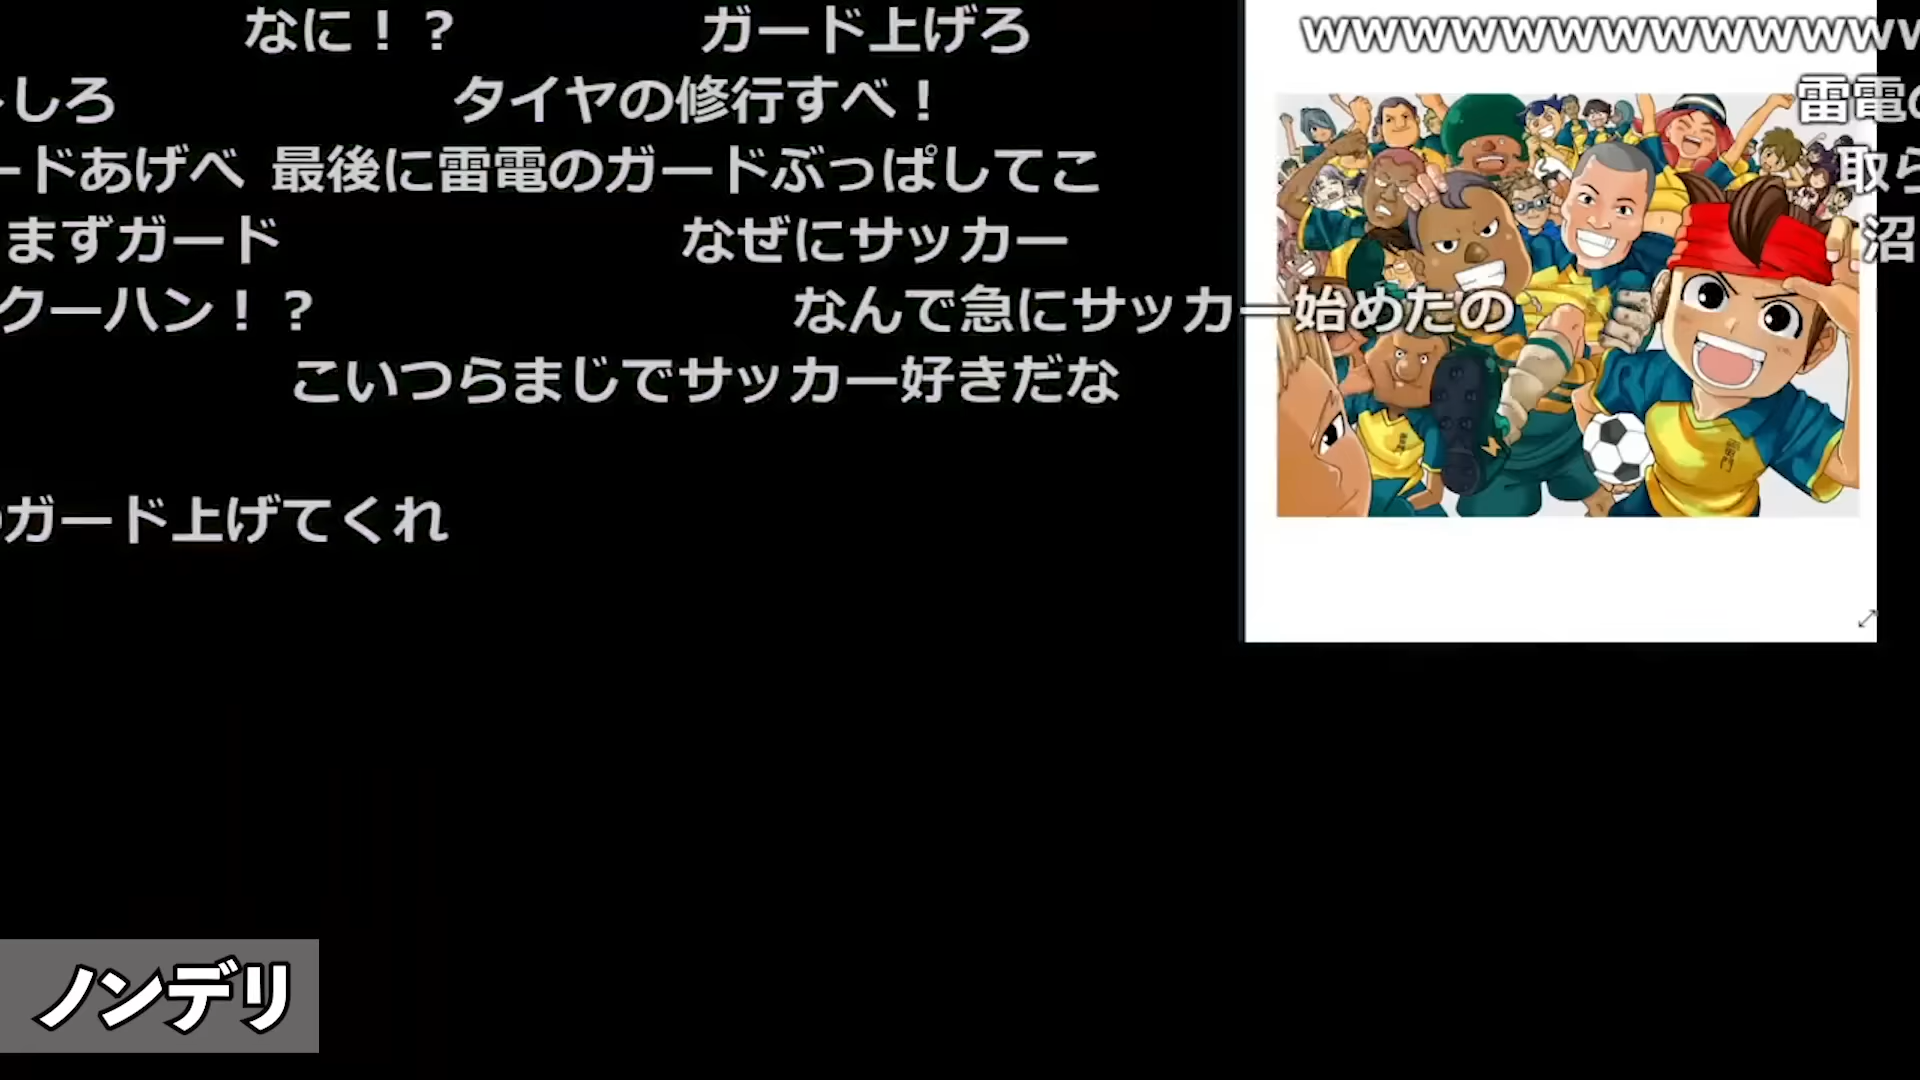 なに！？ ガード上げろ wwwwwwwwwwwwww
しろ タイヤの修行すべ！ 雷電の
ードあげべ 最後に雷電のガードぶっぱしてこ 取ら
まずガード なぜにサッカー 沼
クーハン！？ なんで急にサッカー始めたの
こいつらまじでサッカー好きだな
ガード上げてくれ
ノンデリ